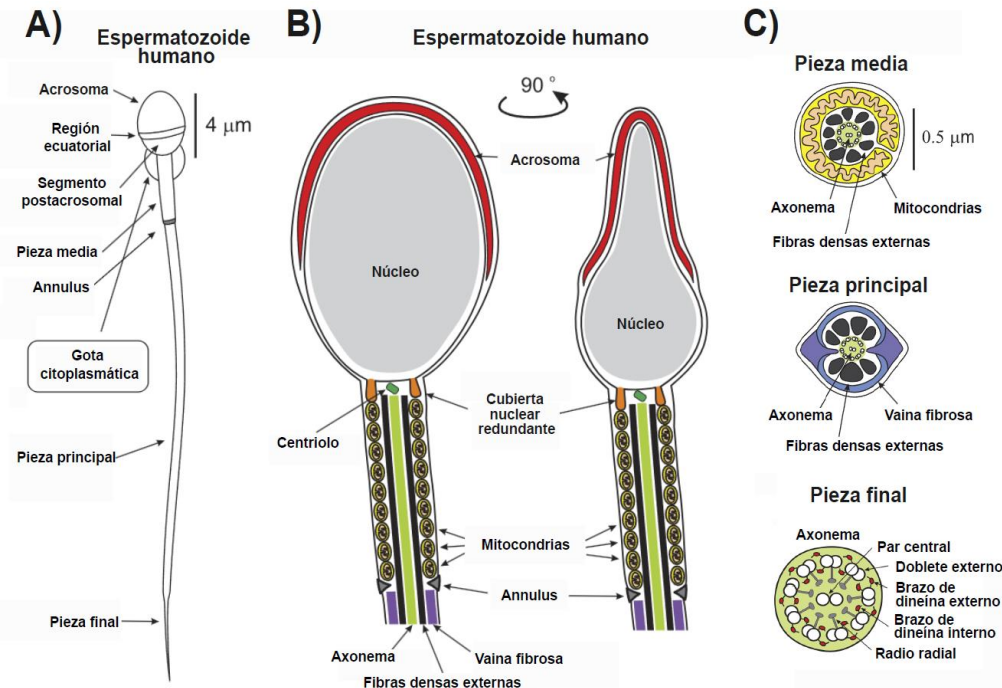 A)
Espermatozoide
humano
Acrosoma
Región
ecuatorial
4 μm
Segmento
postacrosomal
Pieza media
Annulus
Gota
citoplasmática
Pieza principal
Pieza final
B)
Espermatozoide humano
90 °
Acrosoma
Núcleo
Núcleo
Centriolo
Cubierta
nuclear
redundante
Mitocondrias
Annulus
Axonema
Vaina fibrosa
Fibras densas externas
C)
Pieza media
0.5 μm
Axonema
Mitocondrias
Fibras densas externas
Pieza principal
Axonema
Vaina fibrosa
Fibras densas externas
Pieza final
Axonema
Par central
Doblete externo
Brazo de
dineína externo
Brazo de
dineína interno
Radio radial